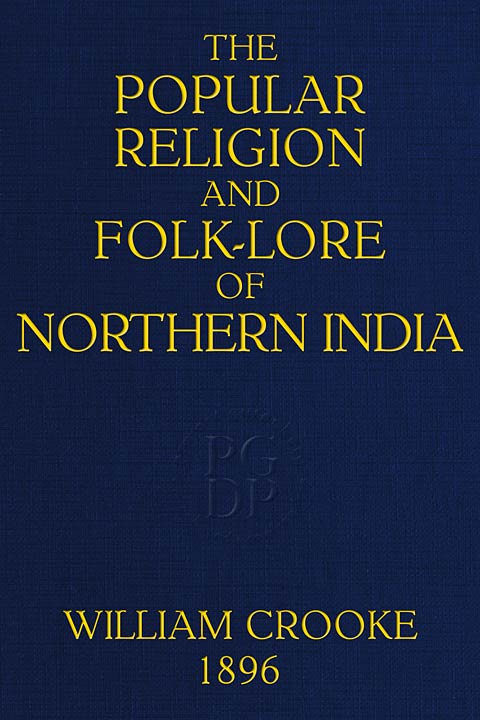 THE
POPULAR
RELIGION
AND
FOLK-LORE
OF
NORTHERN INDIA
PG
DP
WILLIAM CROOKE
1896